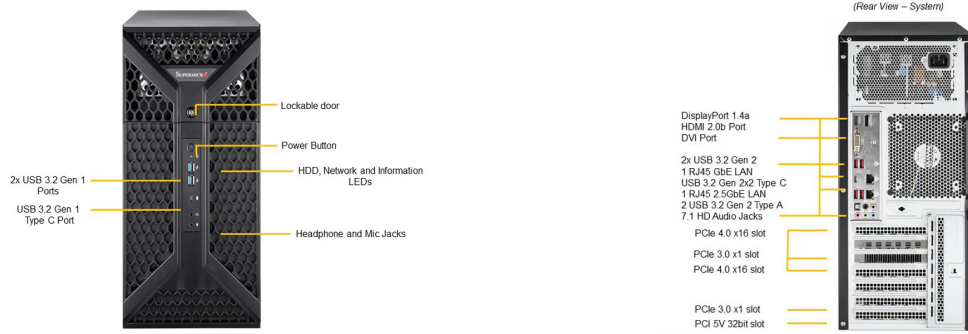 (Rear View – System)
SUPERMICRO
Lockable door
Power Button
HDD, Network and Information
LEDs
2x USB 3.2 Gen 1
Ports
USB 3.2 Gen 1
Type C Port
Headphone and Mic Jacks
DisplayPort 1.4a
HDMI 2.0b Port
DVI Port
2x USB 3.2 Gen 2
1 RJ45 GbE LAN
USB 3.2 Gen 2x2 Type C
1 RJ45 2.5GbE LAN
2 USB 3.2 Gen 2 Type A
7.1 HD Audio Jacks
PCIe 4.0 x16 slot
PCIe 3.0 x1 slot
PCIe 4.0 x16 slot
PCIe 3.0 x1 slot
PCI 5V 32bit slot